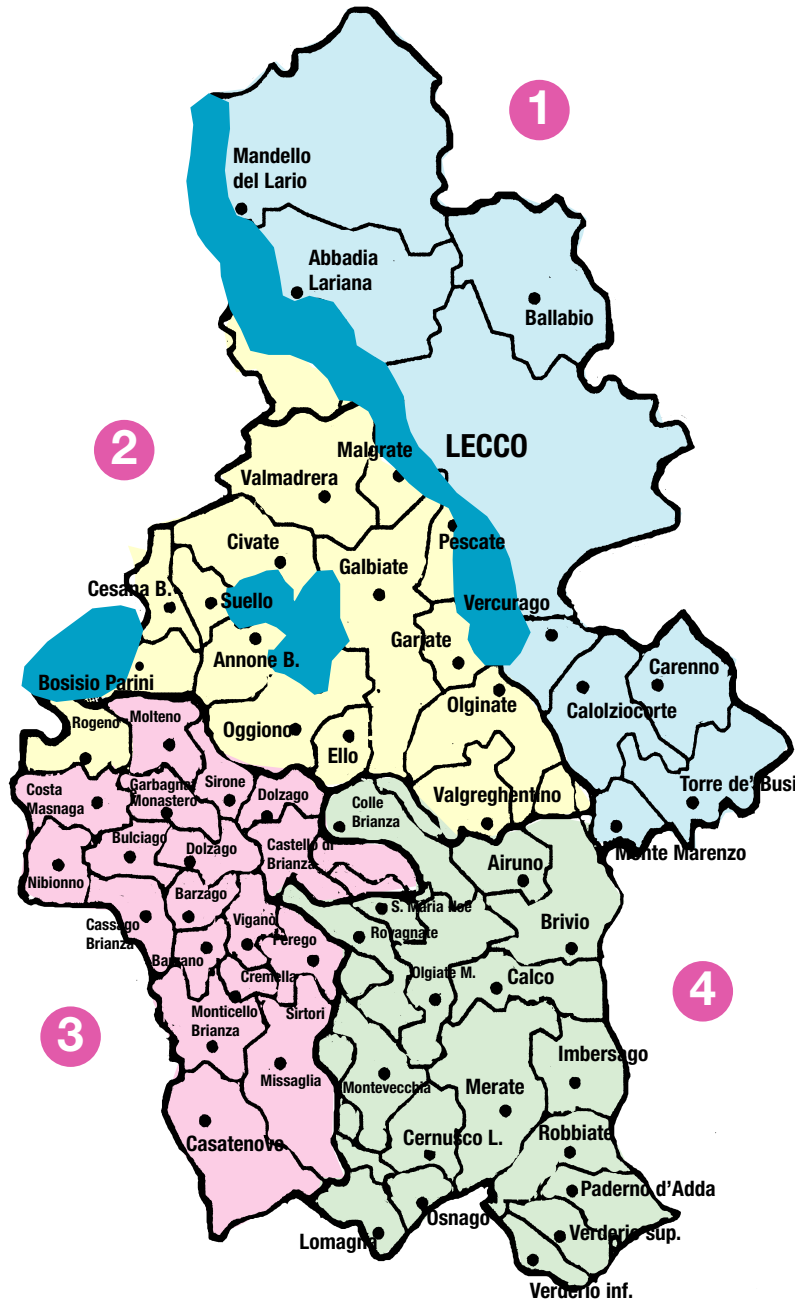 1
Mandello
del Lario
Abbadia
Lariana
Ballabio
2
LECCO
Malgrate
Valmadrera
Pescate
Civate
Galbiate
Cesana B.
Suello
Vercurago
Garlate
Annone B.
Carenno
Bosisio Parini
Calolziocorte
Olginate
Rogeno
Molteno
Oggiono
Ello
Costa
Masnaga
Garbagnat
Monastero
Sirone
Dolzago
Colle
Brianza
Valgreghentino
Torre de' Busi
Monte Marenzo
Bulciago
Dolzago
Castello di
Brianza
Airuno
Nibionno
Barzago
Cassago
Brianza
Viganò
S. Maria Hoè
Rovagnate
Brivio
Perego
Barzano
Cremella
Olgiate M.
Calco
4
3
Monticello
Brianza
Sirtori
Missaglia
Montevecchia
Merate
Imbersago
Casatenovo
Cernusco L.
Robbiate
Paderno d'Adda
Osnago
Lomagna
Verderio sup.
Verderio inf.